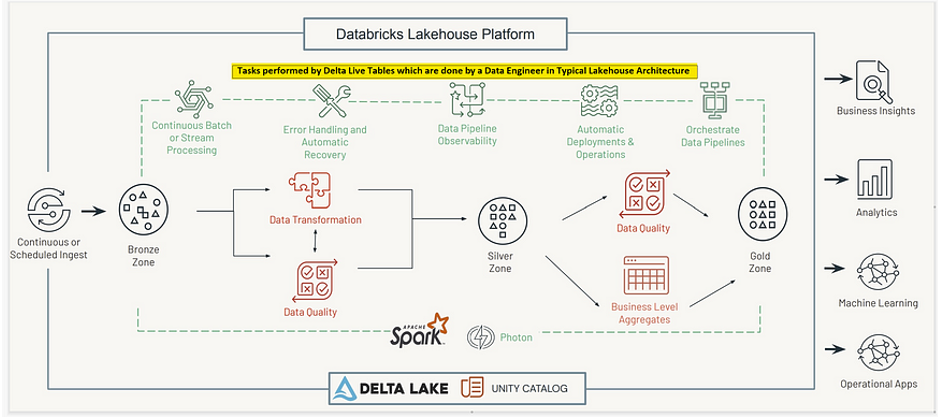 Databricks Lakehouse Platform
Tasks performed by Delta Live Tables which are done by a Data Engineer in Typical Lakehouse Architecture
Continuous Batch
or Stream
Processing
Error Handling and
Automatic
Recovery
Data Pipeline
Observability
Automatic
Deployments &
Operations
Orchestrate
Data Pipelines
Business Insights
Continuous or
Scheduled Ingest
Bronze
Zone
Data Transformation
Data Quality
Silver
Zone
Data Quality
Business Level
Aggregates
Gold
Zone
Analytics
Machine Learning
Operational Apps
APACHE
Spark
Photon
DELTA LAKE
UNITY CATALOG